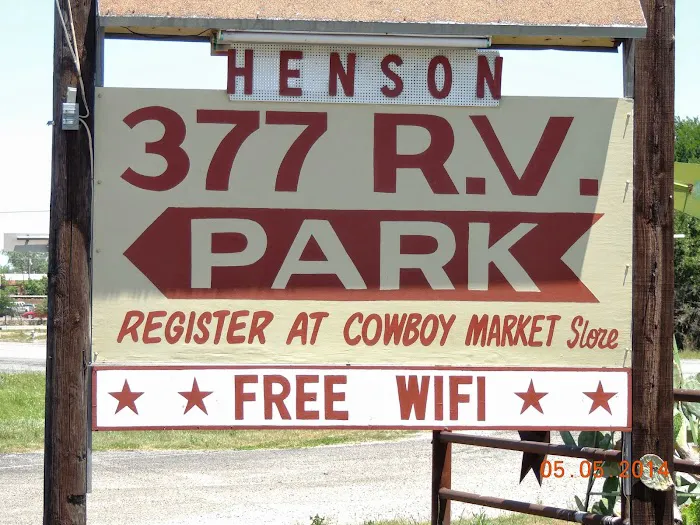 HENSON
377 R.V.
PARK
REGISTER AT COWBOY MARKET Store
★ ★ FREE WIFI ★ ★
05.05.2014